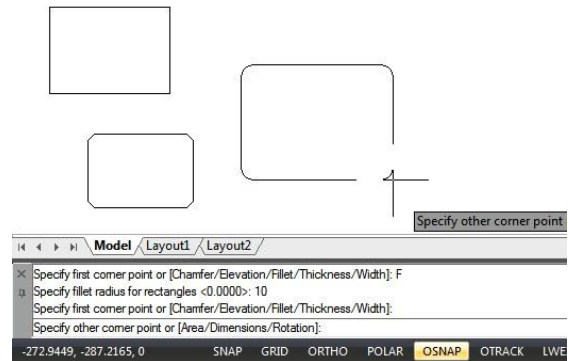 Specify other corner point
Model Layout1 Layout2
Specify first corner point or [Chamfer/Elevation/Fillet/Thickness/Width]: F
Specify fillet radius for rectangles <0.0000>: 10
Specify first corner point or [Chamfer/Elevation/Fillet/Thickness/Width]:
Specify other corner point or [Area/Dimensions/Rotation]:
-272.9449, -287.2165, 0 SNAP GRID ORTHO POLAR OSNAP OTRACK